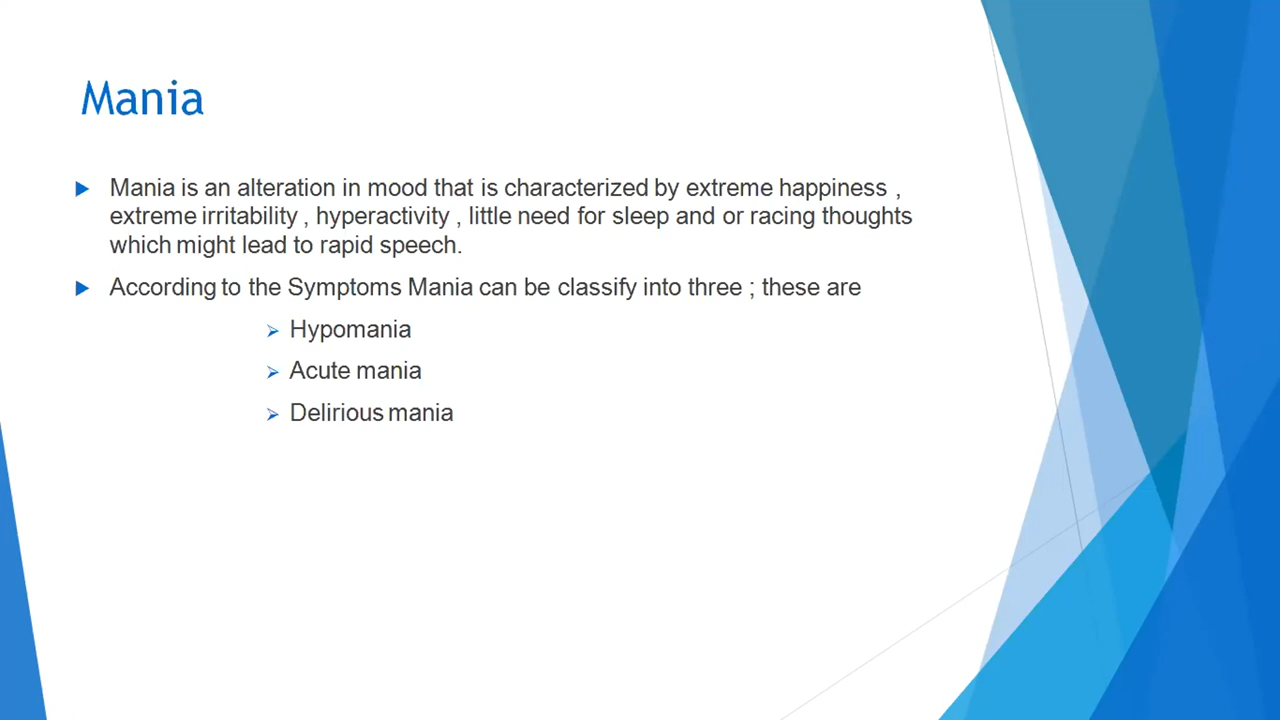 Mania
Mania is an alteration in mood that is characterized by extreme happiness ,
extreme irritability , hyperactivity , little need for sleep and or racing thoughts
which might lead to rapid speech.
According to the Symptoms Mania can be classify into three ; these are
Hypomania
Acute mania
Delirious mania